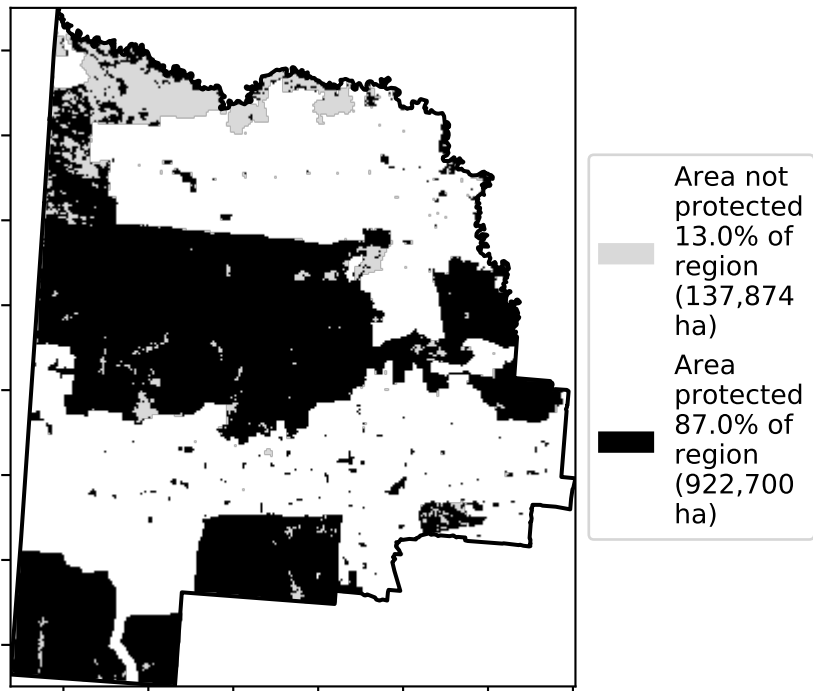 Area not
protected
13.0% of
region
(137,874
ha)
Area
protected
87.0% of
region
(922,700
ha)